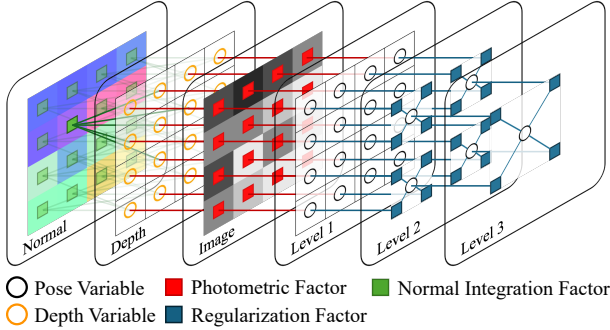 Normal
Depth
Image
Level 1
Level 2
Level 3
Pose Variable
Photometric Factor
Normal Integration Factor
Depth Variable
Regularization Factor